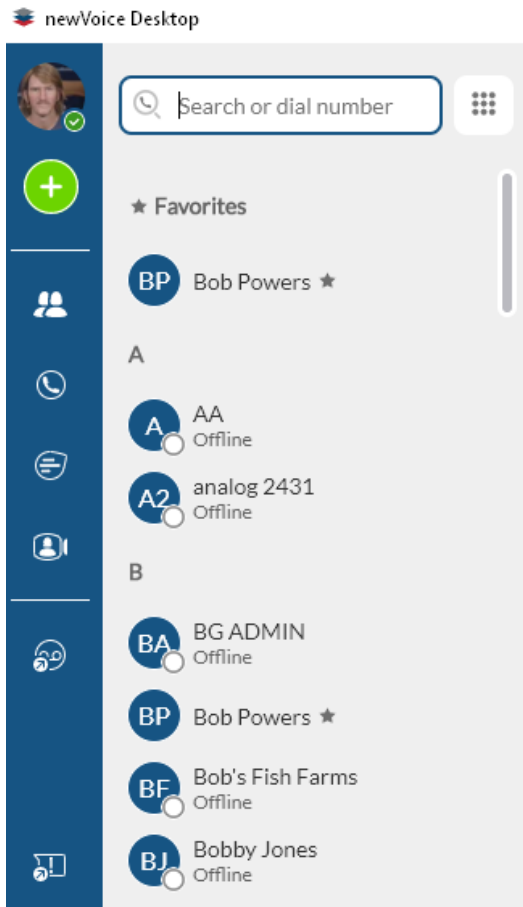 newVoice Desktop
Search or dial number
★ Favorites
BP Bob Powers ★
A
A AA
Offline
A2 analog 2431
Offline
B
BA BG ADMIN
Offline
BP Bob Powers ★
BF Bob's Fish Farms
Offline
BJ Bobby Jones
Offline